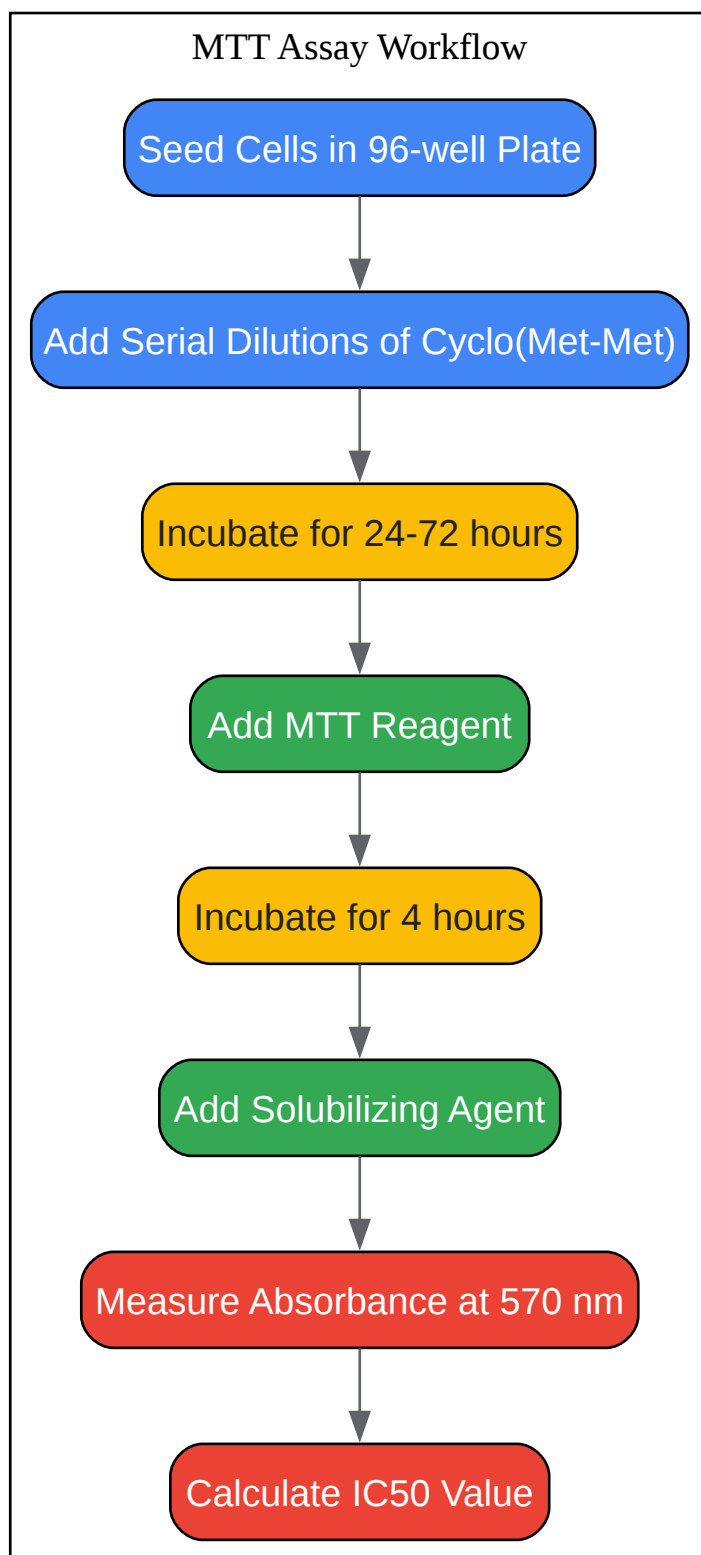 MTT Assay Workflow
Seed Cells in 96-well Plate
Add Serial Dilutions of Cyclo(Met-Met)
Incubate for 24-72 hours
Add MTT Reagent
Incubate for 4 hours
Add Solubilizing Agent
Measure Absorbance at 570 nm
Calculate IC50 Value